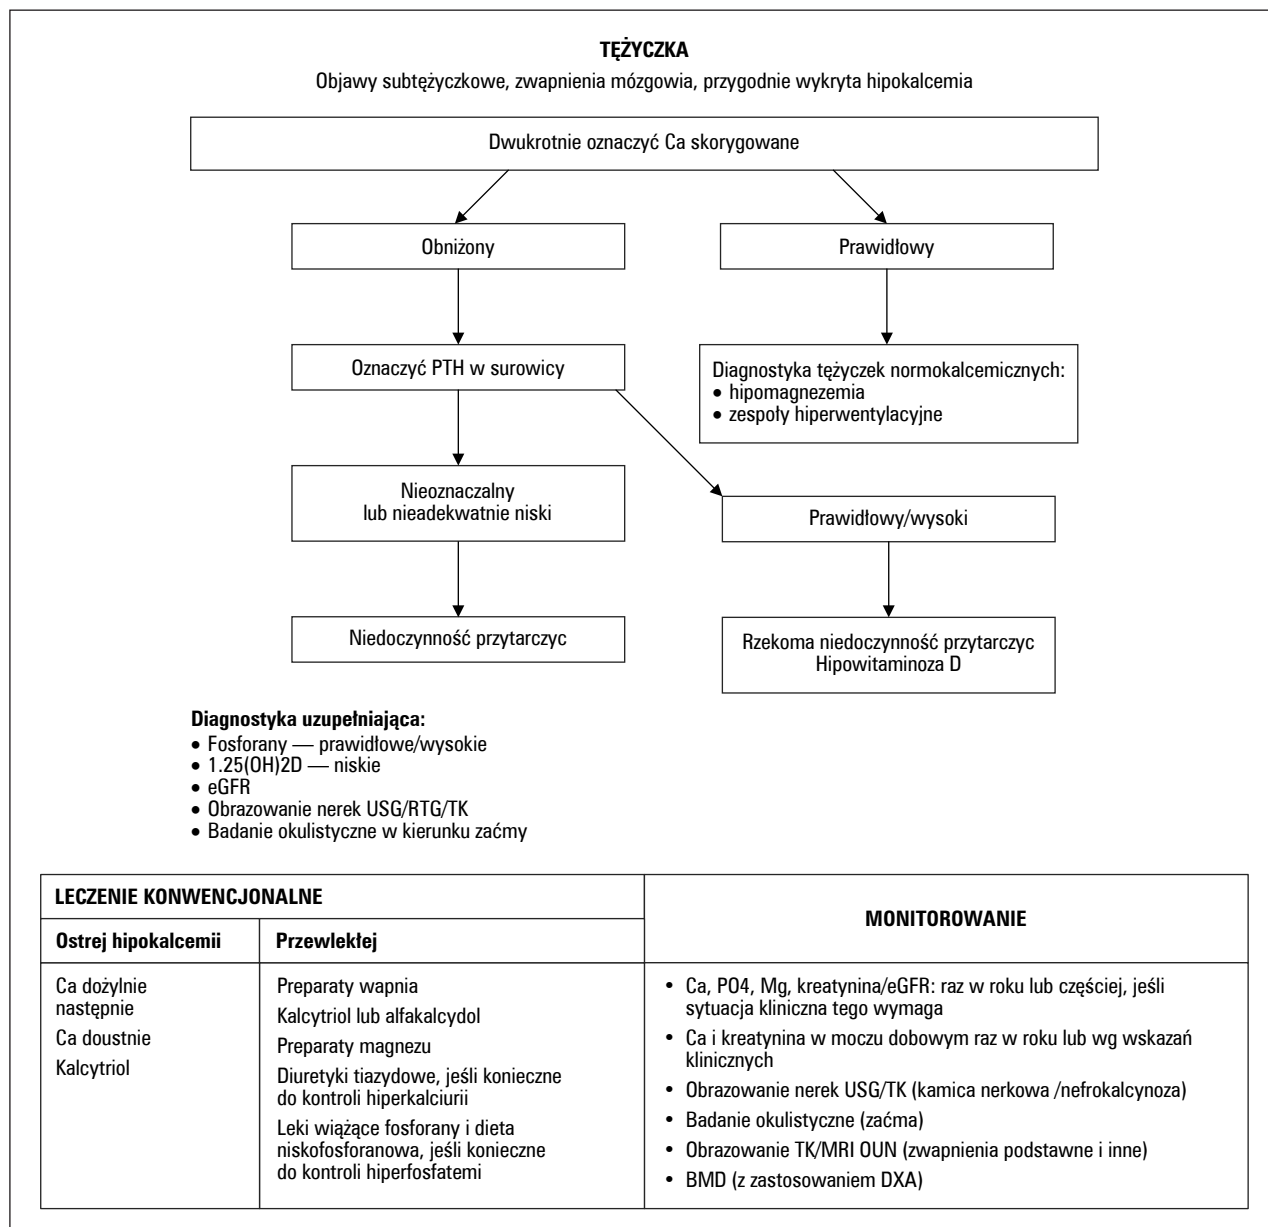 TĘŻYCZKA
Objawy subtężyczkowe, zwapnienia mózgowia, przygodnie wykryta hipokalcemia
Dwukrotnie oznaczyć Ca skorygowane
Obniżony
Prawidłowy
Oznaczyć PTH w surowicy
Diagnostyka tężyczek normokalcemicznych:
• hipomagnezemia
• zespoły hiperwentylacyjne
Nieoznaczalny
lub nieadekwatnie niski
Prawidłowy/wysoki
Niedoczynność przytarczyc
Rzekoma niedoczynność przytarczyc
Hipowitaminoza D
Diagnostyka uzupełniająca:
• Fosforany — prawidłowe/wysokie
• 1.25(OH)2D — niskie
• eGFR
• Obrazowanie nerek USG/RTG/TK
• Badanie okulistyczne w kierunku zaćmy
LECZENIE KONWENCJONALNE
MONITOROWANIE
Ostrej hipokalcemii
Przewlekłej
Ca dożylnie
następnie
Ca doustnie
Kalcytriol
Preparaty wapnia
Kalcytriol lub alfakalcydol
Preparaty magnezu
Diuretyki tiazydowe, jeśli konieczne
do kontroli hiperkalciurii
Leki wiążące fosforany i dieta
niskofosforanowa, jeśli konieczne
do kontroli hiperfosfatemi
• Ca, PO4, Mg, kreatynina/eGFR: raz w roku lub częściej, jeśli
sytuacja kliniczna tego wymaga
• Ca i kreatynina w moczu dobowym raz w roku lub wg wskazań
klinicznych
• Obrazowanie nerek USG/TK (kamica nerkowa /nefrokalcynoza)
• Badanie okulistyczne (zaćma)
• Obrazowanie TK/MRI OUN (zwapnienia podstawne i inne)
• BMD (z zastosowaniem DXA)